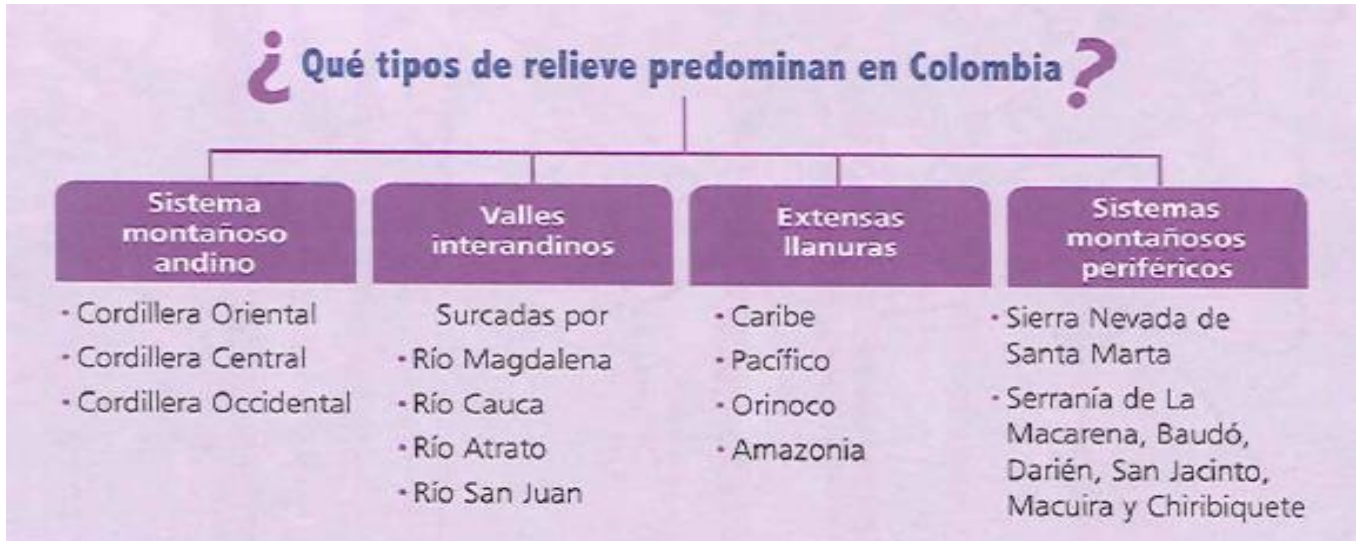 ¿Qué tipos de relieve predominan en Colombia?
Sistema
montañoso
andino
• Cordillera Oriental
• Cordillera Central
• Cordillera Occidental
Valles
interandinos
Surcadas por
• Río Magdalena
• Río Cauca
• Río Atrato
• Río San Juan
Extensas
llanuras
• Caribe
• Pacífico
• Orinoco
• Amazonia
Sistemas
montañosos
periféricos
• Sierra Nevada de
Santa Marta
• Serranía de La
Macarena, Baudó,
Darién, San Jacinto,
Macuira y Chiribiquete